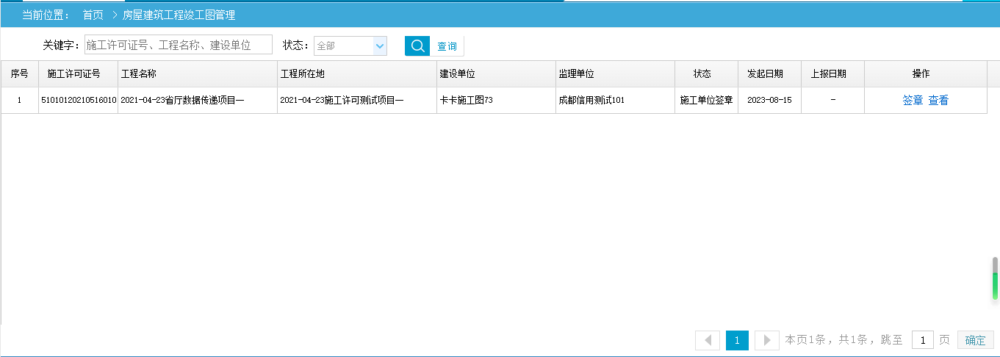 当前位置： 首页 > 房屋建筑工程竣工图管理
关键字： 施工许可证号、工程名称、建设单位 状态： 全部 查询
序号 施工许可证号 工程名称 工程所在地 建设单位 监理单位 状态 发起日期 上报日期 操作
1 51010120210516010 2021-04-23省厅数据传递项目一 2021-04-23施工许可测试项目一 卡卡施工图73 成都信用测试101 施工单位签章 2023-08-15 - 签章 查看
1 本页1条，共1条，跳至 1 页 确定